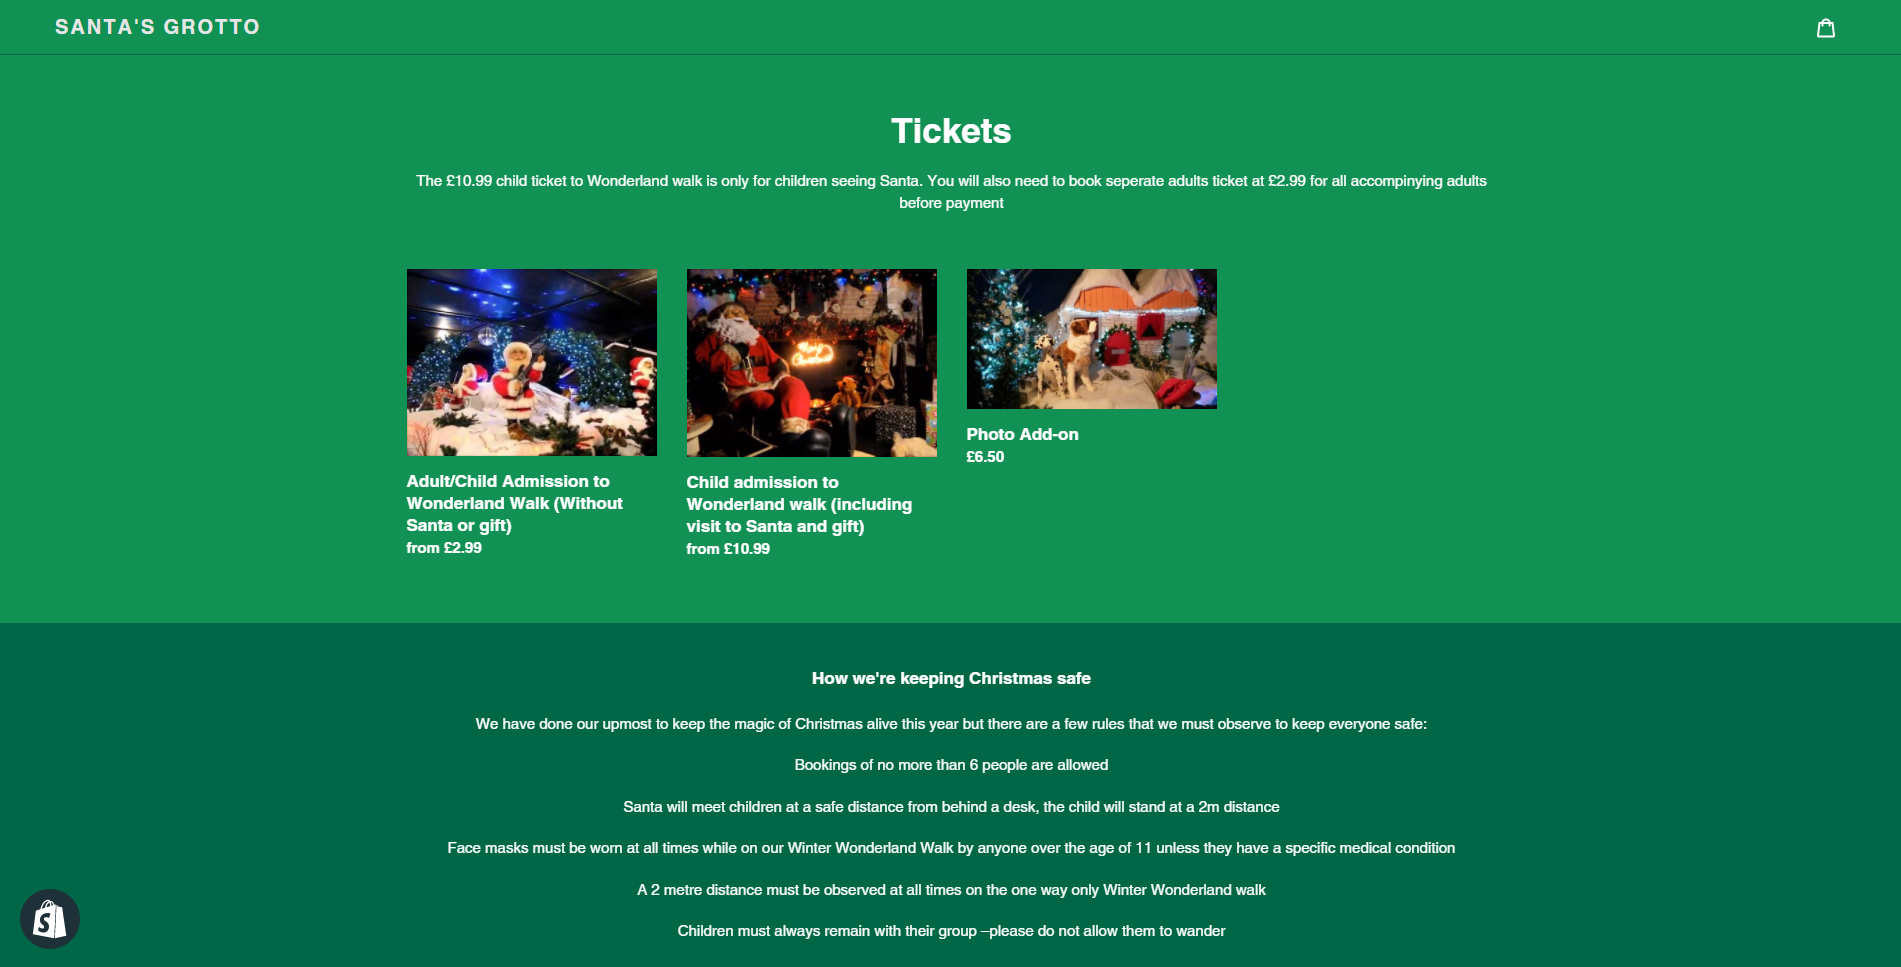 SANTA'S GROTTO
Tickets
The £10.99 child ticket to Wonderland walk is only for children seeing Santa. You will also need to book seperate adults ticket at £2.99 for all accompinying adults
before payment
Merry
Christmas
Adult/Child Admission to
Wonderland Walk (Without
Santa or gift)
from £2.99
Child admission to
Wonderland walk (including
visit to Santa and gift)
from £10.99
Photo Add-on
£6.50
How we're keeping Christmas safe
We have done our upmost to keep the magic of Christmas alive this year but there are a few rules that we must observe to keep everyone safe:
Bookings of no more than 6 people are allowed
Santa will meet children at a safe distance from behind a desk, the child will stand at a 2m distance
Face masks must be worn at all times while on our Winter Wonderland Walk by anyone over the age of 11 unless they have a specific medical condition
A 2 metre distance must be observed at all times on the one way only Winter Wonderland walk
Children must always remain with their group –please do not allow them to wander